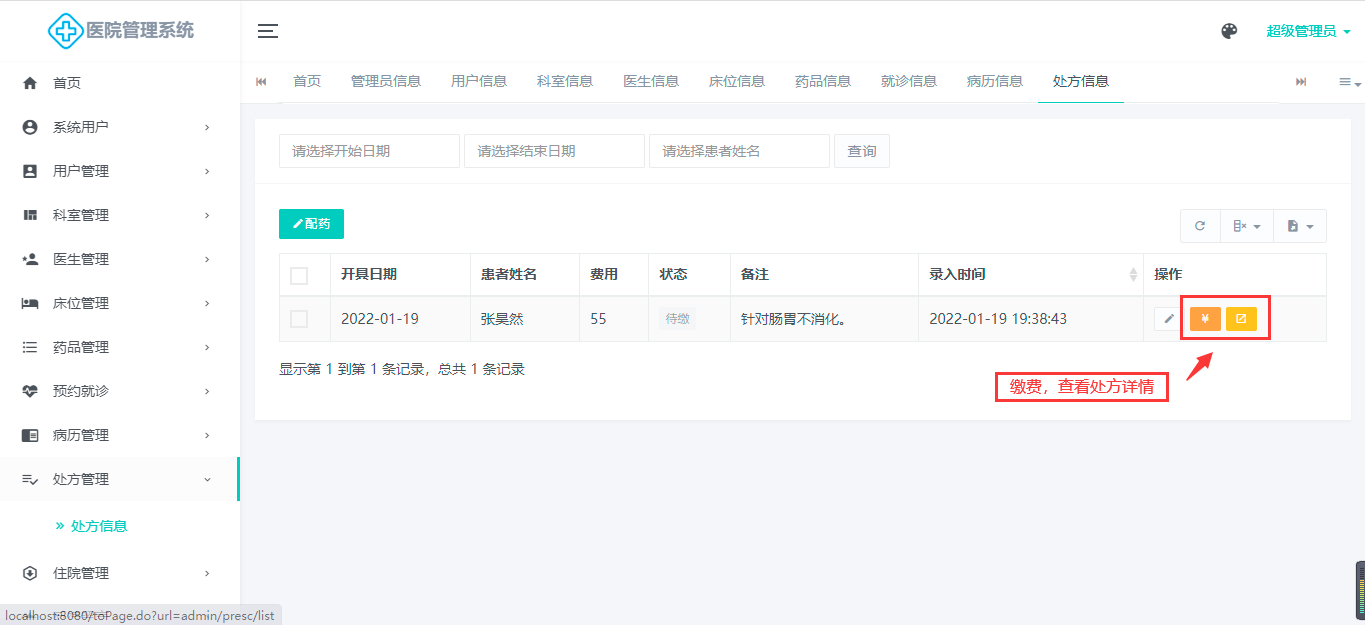 医院管理系统
超级管理员
首页
系统用户
用户管理
科室管理
医生管理
床位管理
药品管理
预约就诊
病历管理
处方管理
» 处方信息
住院管理
localhost:8080/toPage.do?url=admin/presc/list
首页 管理员信息 用户信息 科室信息 医生信息 床位信息 药品信息 就诊信息 病历信息 处方信息
请选择开始日期 请选择结束日期 请选择患者姓名 查询
配药
开具日期 患者姓名 费用 状态 备注 录入时间 操作
2022-01-19 张昊然 55 待缴 针对肠胃不消化。 2022-01-19 19:38:43 ¥
显示第 1 到第 1 条记录，总共 1 条记录
缴费，查看处方详情